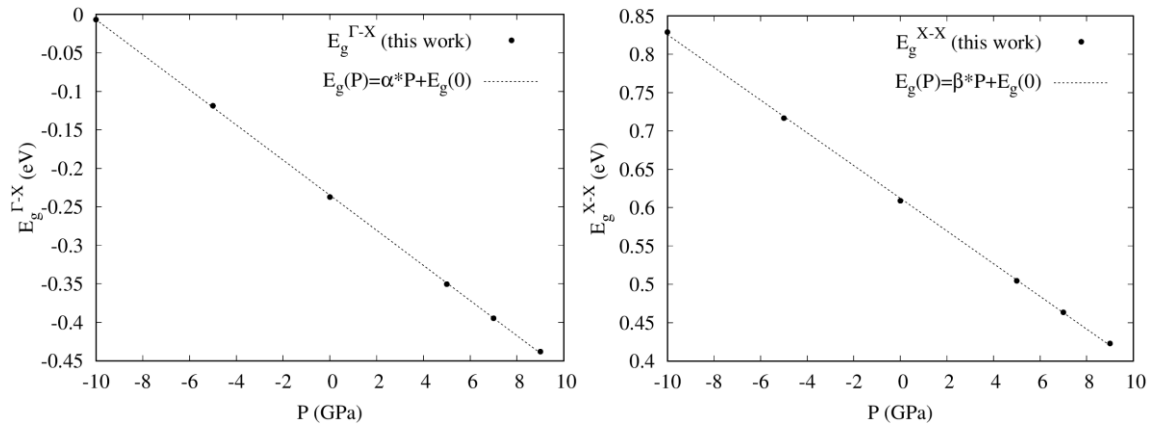 0
-0.05
-0.1
-0.15
-0.2
-0.25
-0.3
-0.35
-0.4
-0.45
E_g^Γ-X (eV)
E_g^Γ-X (this work)
E_g(P)=α*P+E_g(0)
-10 -8 -6 -4 -2 0 2 4 6 8 10
P (GPa)
0.85
0.8
0.75
0.7
0.65
0.6
0.55
0.5
0.45
0.4
E_g^X-X (eV)
E_g^X-X (this work)
E_g(P)=β*P+E_g(0)
-10 -8 -6 -4 -2 0 2 4 6 8 10
P (GPa)